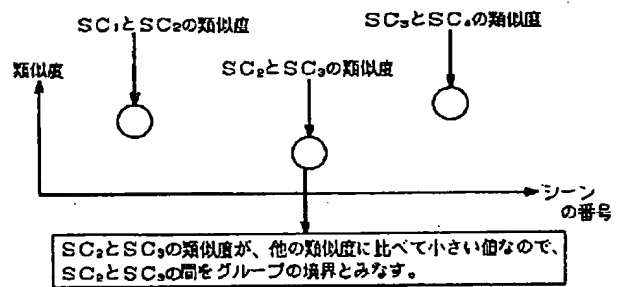 SC₁とSC₂の類似度
SC₃とSC₄の類似度
類似度
SC₂とSC₃の類似度
シーン
の番号
SC₂とSC₃の類似度が、他の類似度に比べて小さい値なので、
SC₂とSC₃の間をグループの境界とみなす。